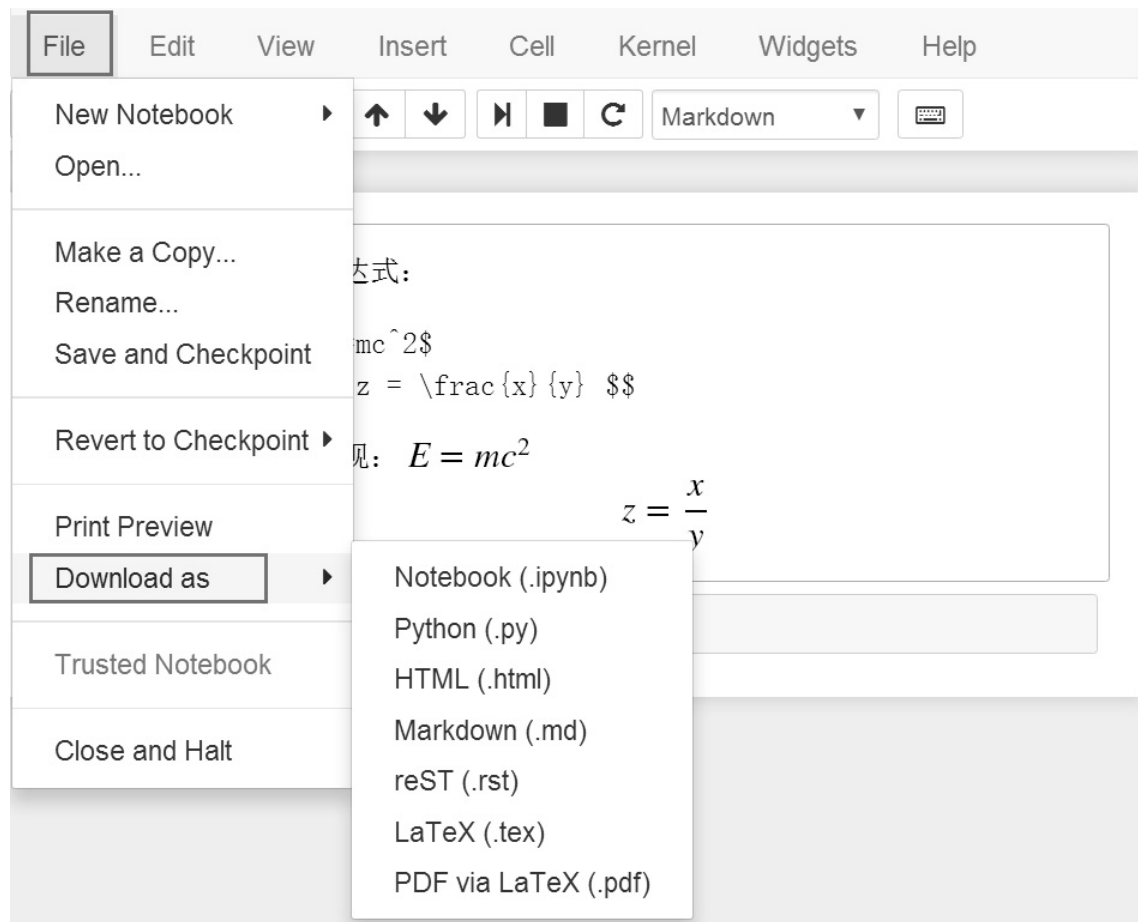 File Edit View Insert Cell Kernel Widgets Help
New Notebook
Markdown
Open...
Make a Copy...
达式：
Rename...
Save and Checkpoint
mc^2$
z = \frac{x}{y} $$
Revert to Checkpoint
现： E = mc²
z = x/y
Print Preview
Download as
Notebook (.ipynb)
Python (.py)
HTML (.html)
Markdown (.md)
reST (.rst)
LaTeX (.tex)
PDF via LaTeX (.pdf)
Trusted Notebook
Close and Halt